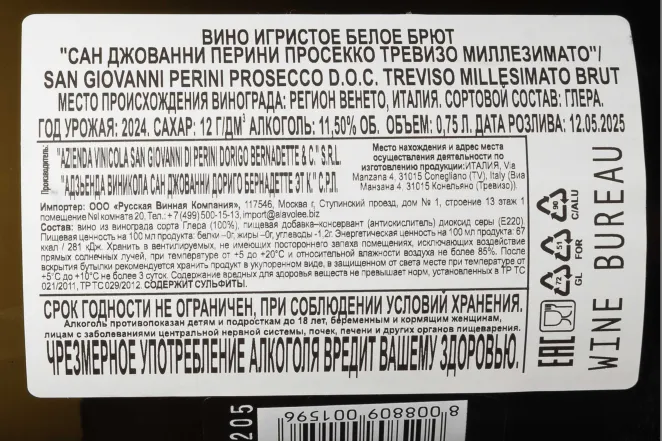 ВИНО ИГРИСТОЕ БЕЛОЕ БРЮТ
"САН ДЖОВАННИ ПЕРИНИ ПРОСЕККО ТРЕВИЗО МИЛЛЕЗИМАТО"/
SAN GIOVANNI PERINI PROSECCO D.O.C. TREVISO MILLESIMATO BRUT
МЕСТО ПРОИСХОЖДЕНИЯ ВИНОГРАДА: РЕГИОН ВЕНЕТО, ИТАЛИЯ. СОРТОВОЙ СОСТАВ: ГЛЕРА.
ГОД УРОЖАЯ: 2024. САХАР: 12 Г/ДМ³ АЛКОГОЛЬ: 11,50% ОБ. ОБЪЕМ: 0,75 Л. ДАТА РОЗЛИВА: 12.05.2025
Производитель:
"AZIENDA VINICOLA SAN GIOVANNI DI PERINI DORIGO BERNADETTE & C." S.R.L.
"АДЗЬЕНДА ВИНИКОЛА САН ДЖОВАННИ ДОРИГО БЕРНАДЕТТЕ ЭТ К." С.Р.Л.
Место нахождения и адрес места
осуществления деятельности по
изготовлению продукции: ИТАЛИЯ, Via
Manzana 4, 31015 Conegliano (TV), Italy (Виа
Манзана 4, 31015 Конельяно (Тревизо)).
Импортер: ООО «Русская Винная Компания», 117546, Москва г, Ступинский проезд, дом № 1, строение 13 этаж 1
помещение №I комната 20, Тел.: +7 (499)500-15-13, import@alavolee.biz
Состав: вино из винограда сорта Глера (100%), пищевая добавка–консервант (антиокислитель) диоксид серы (Е220).
Пищевая ценность на 100 мл продукта: белки -0г, жиры –0г, углеводы -1.2г. Энергетическая ценность на 100 мл продукта: 67
ккал / 281 кДж. Хранить в вентилируемых, не имеющих постороннего запаха помещениях, исключающих воздействие
прямых солнечных лучей, при температуре от +5 до +20°С и относительной влажности воздуха не более 85%. После
вскрытия бутылки рекомендуется хранить продукт в укупоренном виде, в защищенном от света месте при температуре от
+5°С до +10°С не более 3 суток. Содержание вредных для здоровья веществ не превышает норм, установленных в ТР ТС
021/2011, ТР ТС 029/2012. СОДЕРЖИТ СУЛЬФИТЫ.
СРОК ГОДНОСТИ НЕ ОГРАНИЧЕН, ПРИ СОБЛЮДЕНИИ УСЛОВИЙ ХРАНЕНИЯ.
Алкоголь противопоказан детям и подросткам до 18 лет, беременным и кормящим женщинам,
лицам с заболеваниями центральной нервной системы, почек, печени и других органов пищеварения.
ЧРЕЗМЕРНОЕ УПОТРЕБЛЕНИЕ АЛКОГОЛЯ ВРЕДИТ ВАШЕМУ ЗДОРОВЬЮ.
72
GL
51
FOR
90
C/ALU
EAC
WINE BUREAU
205
8 008809 001596